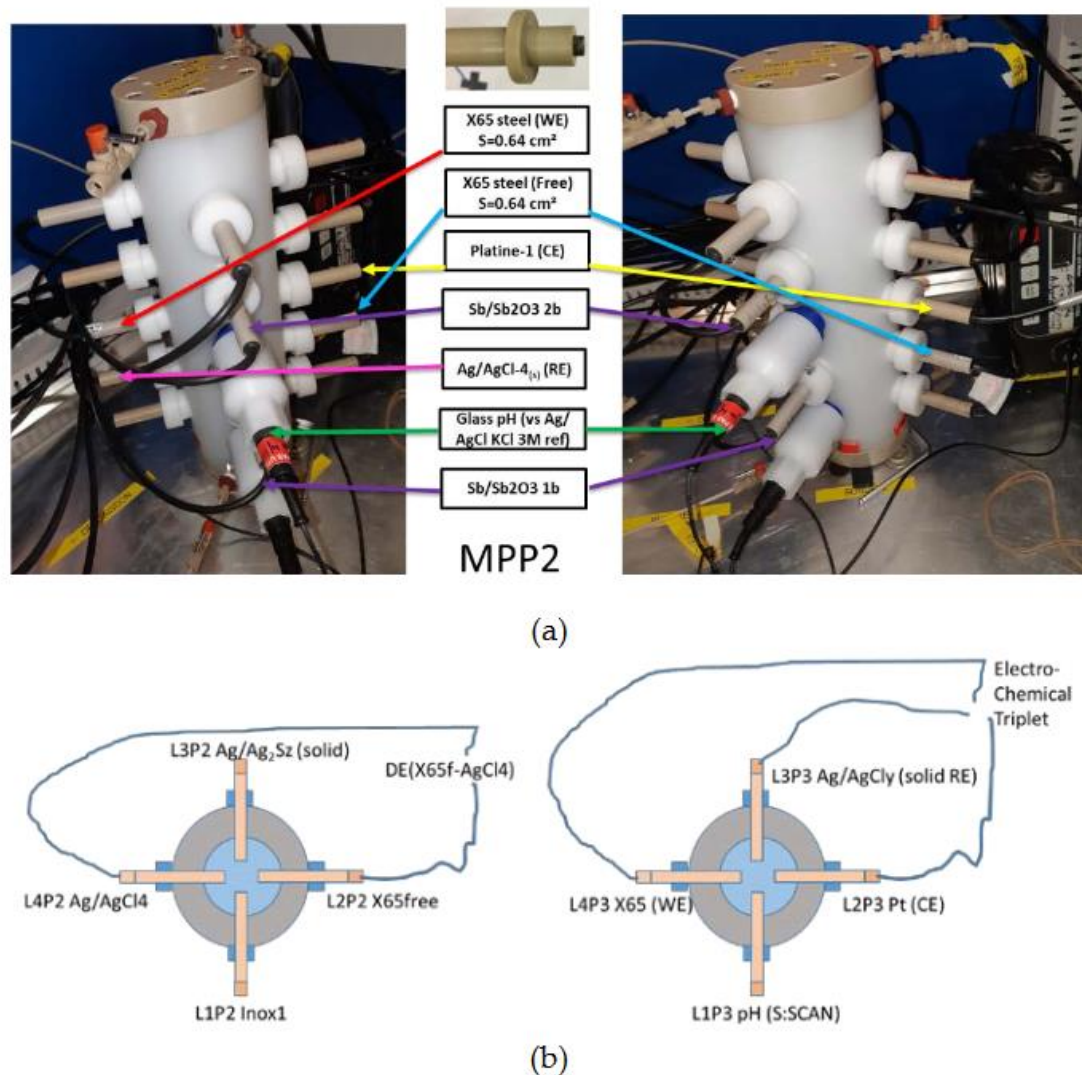 X65 steel (WE)
S=0.64 cm²
X65 steel (Free)
S=0.64 cm²
Platine-1 (CE)
Sb/Sb2O3 2b
Ag/AgCl-4(s) (RE)
Glass pH (vs Ag/
AgCl KCl 3M ref)
Sb/Sb2O3 1b
MPP2
(a)
L3P2 Ag/Ag₂Sz (solid)
DE(X65f-AgCl4)
L4P2 Ag/AgCl4
L2P2 X65free
L1P2 Inox1
Electro-
Chemical
Triplet
L3P3 Ag/AgCly (solid RE)
L4P3 X65 (WE)
L2P3 Pt (CE)
L1P3 pH (S:SCAN)
(b)